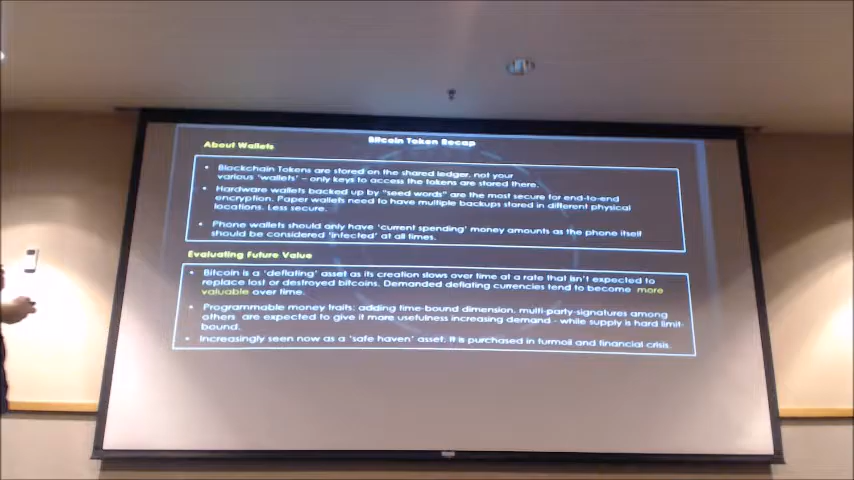 Bitcoin Token Recap
About Wallets
• Blockchain Tokens are stored on the shared ledger, not your
various 'wallets' – only keys to access the tokens are stored there.
• Hardware wallets backed up by "seed words" are the most secure for end-to-end
encryption. Paper wallets need to have multiple backups stored in different physical
locations. Less secure.
• Phone wallets should only have 'current spending' money amounts as the phone itself
should be considered 'infected' at all times.
Evaluating Future Value
• Bitcoin is a 'deflating' asset as its creation slows over time at a rate that isn't expected to
replace lost or destroyed bitcoins. Demanded deflating currencies tend to become more
valuable over time.
• Programmable money traits: adding time-bound dimension, multi-party-signatures among
others are expected to give it more usefulness increasing demand - while supply is hard limit-
bound.
• Increasingly seen now as a 'safe haven' asset; it is purchased in turmoil and financial crisis.